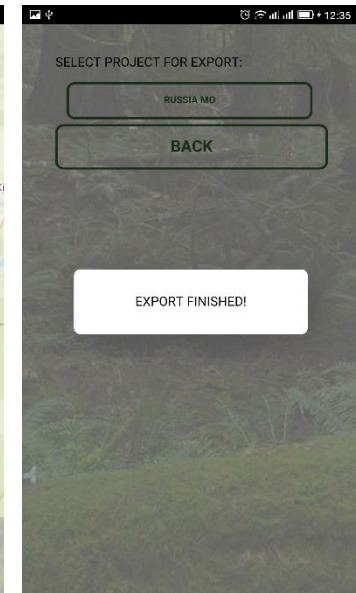 12:35
SELECT PROJECT FOR EXPORT:
RUSSIA MO
BACK
EXPORT FINISHED!